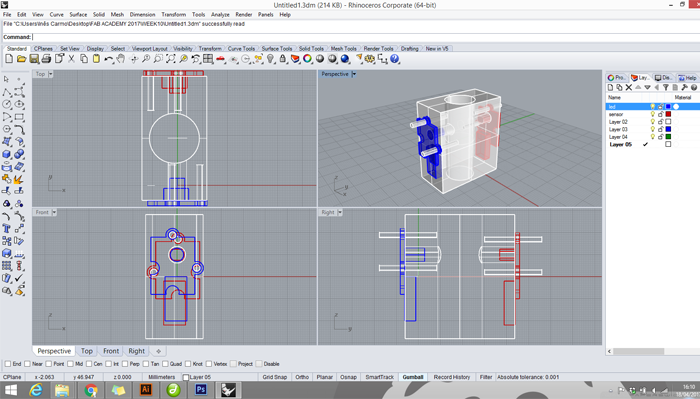 Untitled1.3dm (214 KB) - Rhinoceros Corporate (64-bit)
File Edit View Curve Surface Solid Mesh Dimension Transform Tools Analyze Render Panels Help
File "C:\Users\Inês Carmo\Desktop\FAB ACADEMY 2017\WEEK10\Untitled1.3dm" successfully read
Command:
Standard CPlanes Set View Display Select Viewport Layout Visibility Transform Curve Tools Surface Tools Solid Tools Mesh Tools Render Tools Drafting New in V5
Top
Perspective
Front
Right
Pro... Lay... Dis... Help
Name Material
led
sensor
Layer 02
Layer 03
Layer 04
Layer 05
Perspective Top Front Right
End Near Point Mid Cen Int Perp Tan Quad Knot Vertex Project Disable
CPlane x -2.063 y 46.947 z 0.000 Millimeters Layer 05 Grid Snap Ortho Planar Osnap SmartTrack Gumball Record History Filter Absolute tolerance: 0.001
16:10
18/04/201